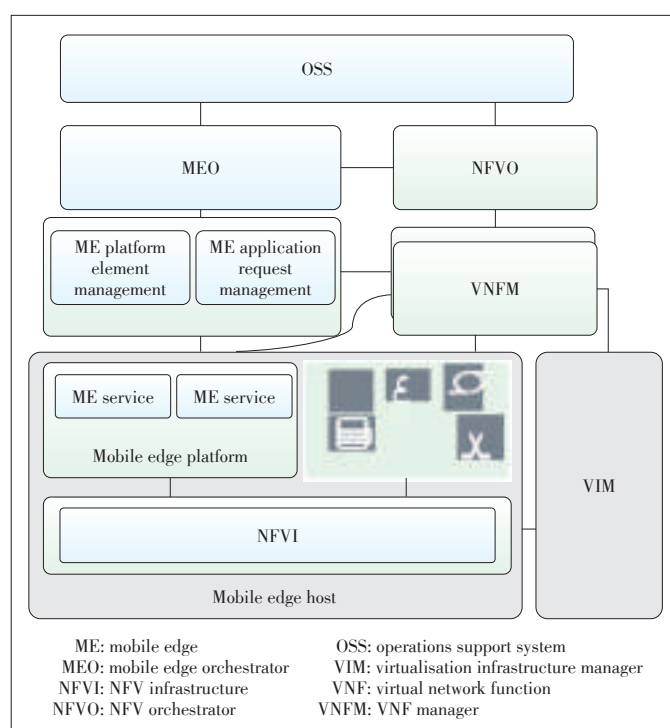 OSS
MEO
NFVO
ME platform
element
management
ME application
request
management
VNFM
ME service
ME service
Mobile edge platform
VIM
NFVI
Mobile edge host
ME: mobile edge
MEO: mobile edge orchestrator
NFVI: NFV infrastructure
NFVO: NFV orchestrator
OSS: operations support system
VIM: virtualisation infrastructure manager
VNF: virtual network function
VNFM: VNF manager